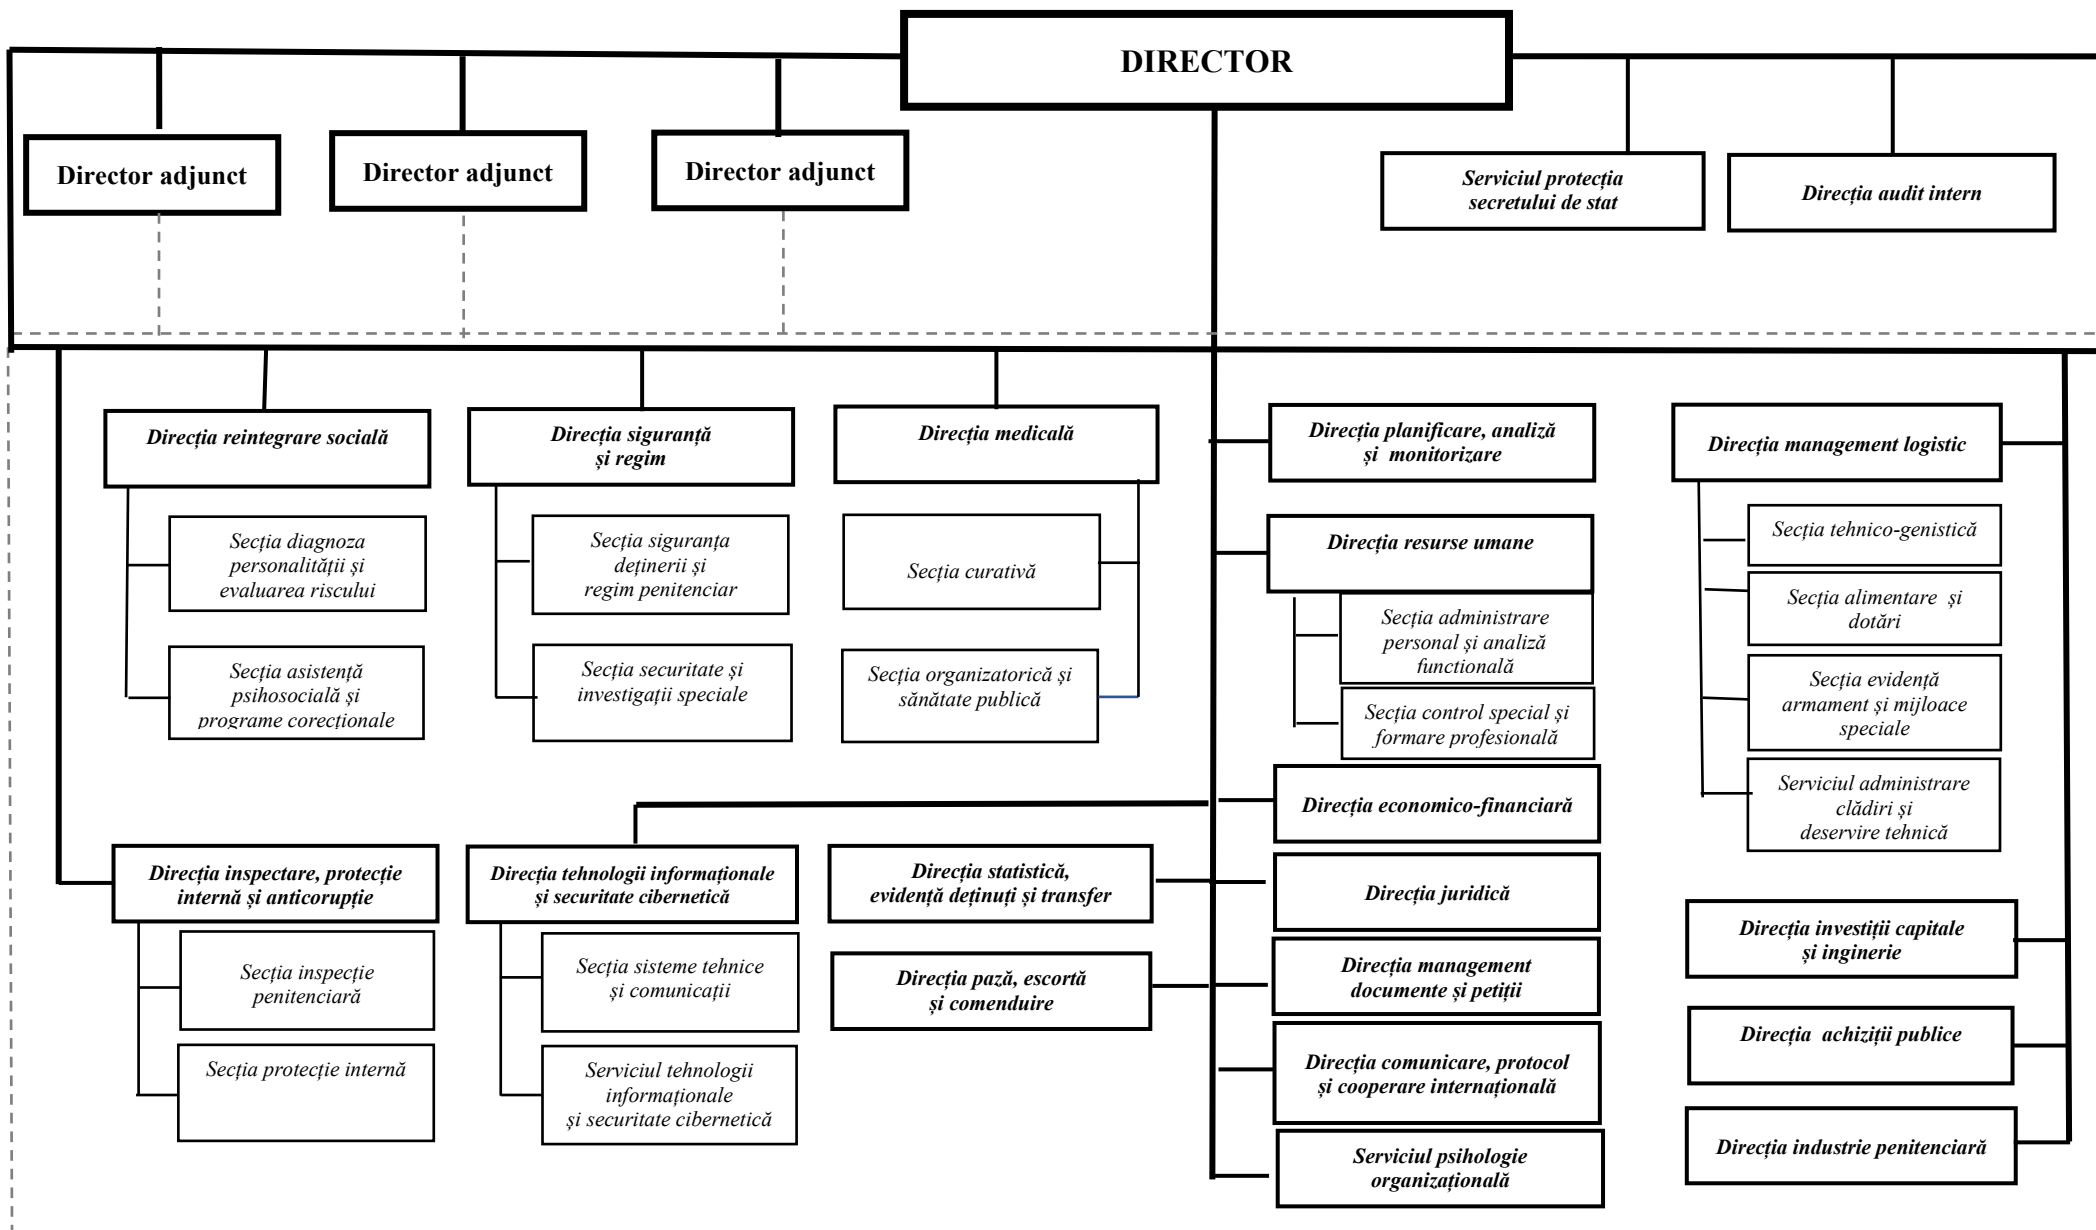 DIRECTOR
Director adjunct
Director adjunct
Director adjunct
Serviciul protecția
secretului de stat
Direcția audit intern
Direcția reintegrare socială
Secția diagnoza
personalității și
evaluarea riscului
Secția asistență
psihosocială și
programe corecționale
Direcția siguranță
și regim
Secția siguranța
deținerii și
regim penitenciar
Secția securitate și
investigații speciale
Direcția medicală
Secția curativă
Secția organizatorică și
sănătate publică
Direcția planificare, analiză
și monitorizare
Direcția resurse umane
Secția administrare
personal și analiză
functională
Secția control special și
formare profesională
Direcția management logistic
Secția tehnico-genistică
Secția alimentare și
dotări
Secția evidență
armament și mijloace
speciale
Serviciul administrare
clădiri și
deservire tehnică
Direcția economico-financiară
Direcția inspectare, protecție
internă și anticorupție
Secția inspecție
penitenciară
Secția protecție internă
Direcția tehnologii informaționale
și securitate cibernetică
Secția sisteme tehnice
și comunicații
Serviciul tehnologii
informaționale
și securitate cibernetică
Direcția statistică,
evidență deținuți și transfer
Direcția pază, escortă
și comenduire
Direcția juridică
Direcția management
documente și petiții
Direcția comunicare, protocol
și cooperare internațională
Serviciul psihologie
organizațională
Direcția investiții capitale
și inginerie
Direcția achiziții publice
Direcția industrie penitenciară